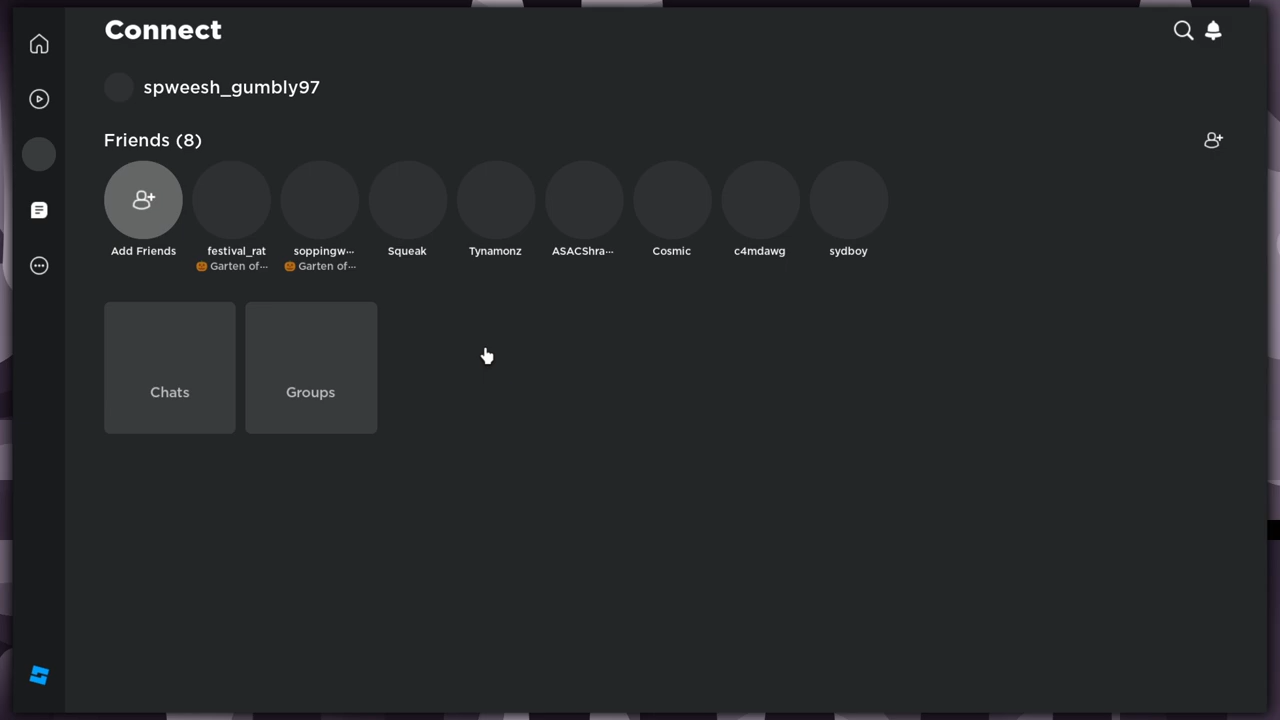 Connect
spweesh_gumbly97
Friends (8)
Add Friends
festival_rat
🎃 Garten of···
soppingw···
🎃 Garten of···
Squeak
Tynamonz
ASACShra···
Cosmic
c4mdawg
sydboy
Chats
Groups